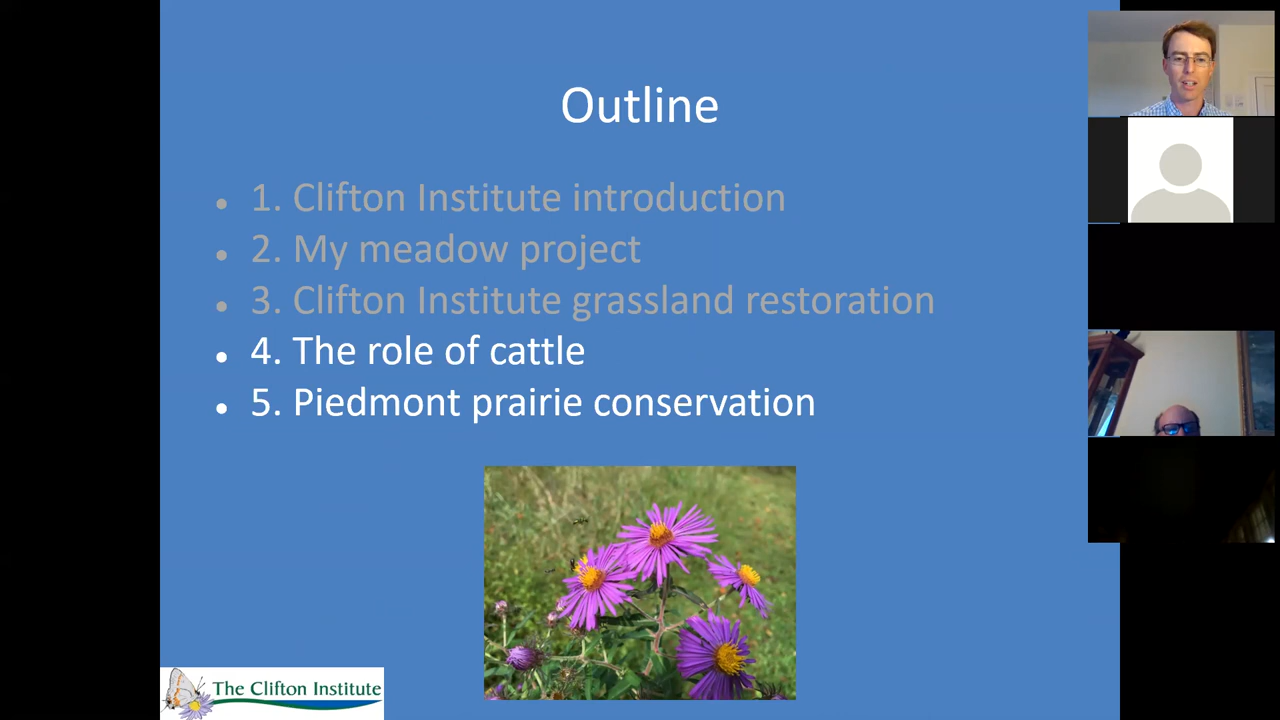 Outline
• 1. Clifton Institute introduction
• 2. My meadow project
• 3. Clifton Institute grassland restoration
• 4. The role of cattle
• 5. Piedmont prairie conservation
The Clifton Institute